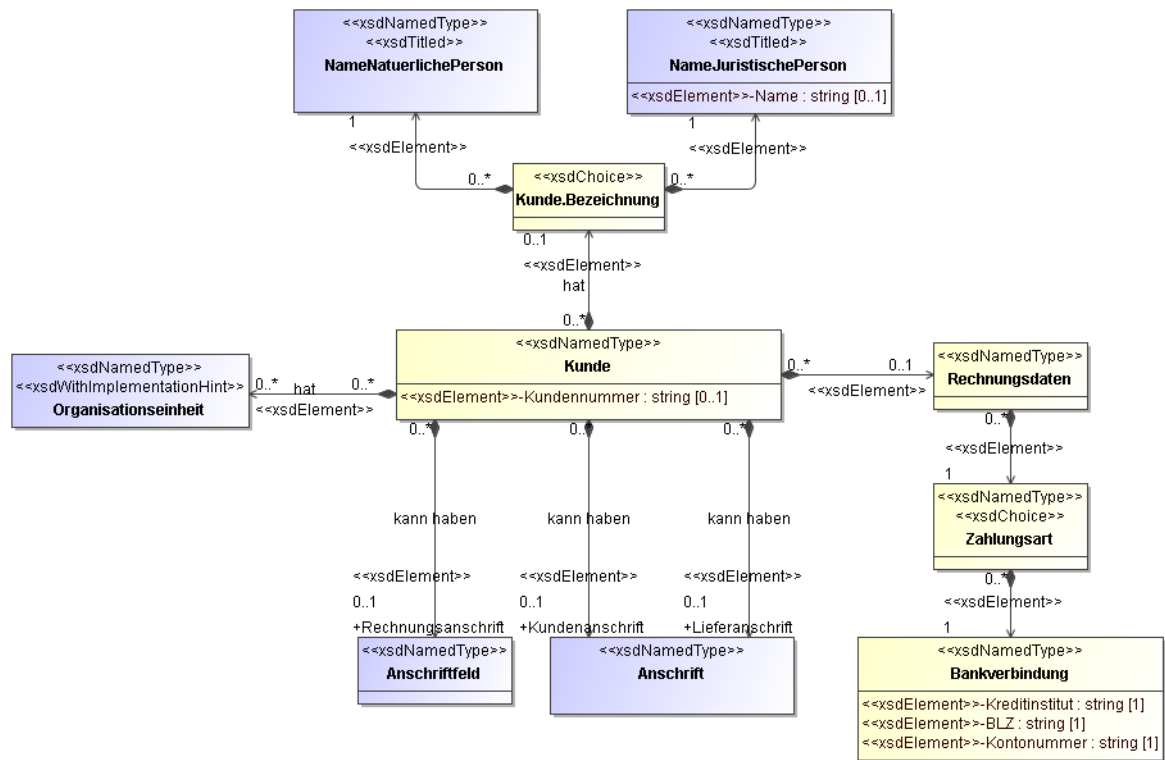 <<xsdNamedType>>
<<xsdTitled>>
NameNatuerlichePerson
<<xsdNamedType>>
<<xsdTitled>>
NameJuristischePerson
<<xsdElement>>-Name : string [0..1]
1
<<xsdElement>>
0..*
1
<<xsdElement>>
0..*
<<xsdChoice>>
Kunde.Bezeichnung
0..1
<<xsdElement>>
hat
0..*
<<xsdNamedType>>
Kunde
<<xsdElement>>-Kundennummer : string [0..1]
<<xsdNamedType>>
<<xsdWithImplementationHint>>
Organisationseinheit
0..*
hat
0..*
<<xsdElement>>
0..*
0..1
<<xsdElement>>
<<xsdNamedType>>
Rechnungsdaten
0..*
<<xsdElement>>
1
<<xsdNamedType>>
<<xsdChoice>>
Zahlungsart
0..*
<<xsdElement>>
1
<<xsdNamedType>>
Bankverbindung
<<xsdElement>>-Kreditinstitut : string [1]
<<xsdElement>>-BLZ : string [1]
<<xsdElement>>-Kontonummer : string [1]
0..*
kann haben
<<xsdElement>>
0..1
+Rechnungsanschrift
<<xsdNamedType>>
Anschriftfeld
0..*
kann haben
<<xsdElement>>
0..1
+Kundenanschrift
0..*
kann haben
<<xsdElement>>
0..1
+Lieferanschrift
<<xsdNamedType>>
Anschrift